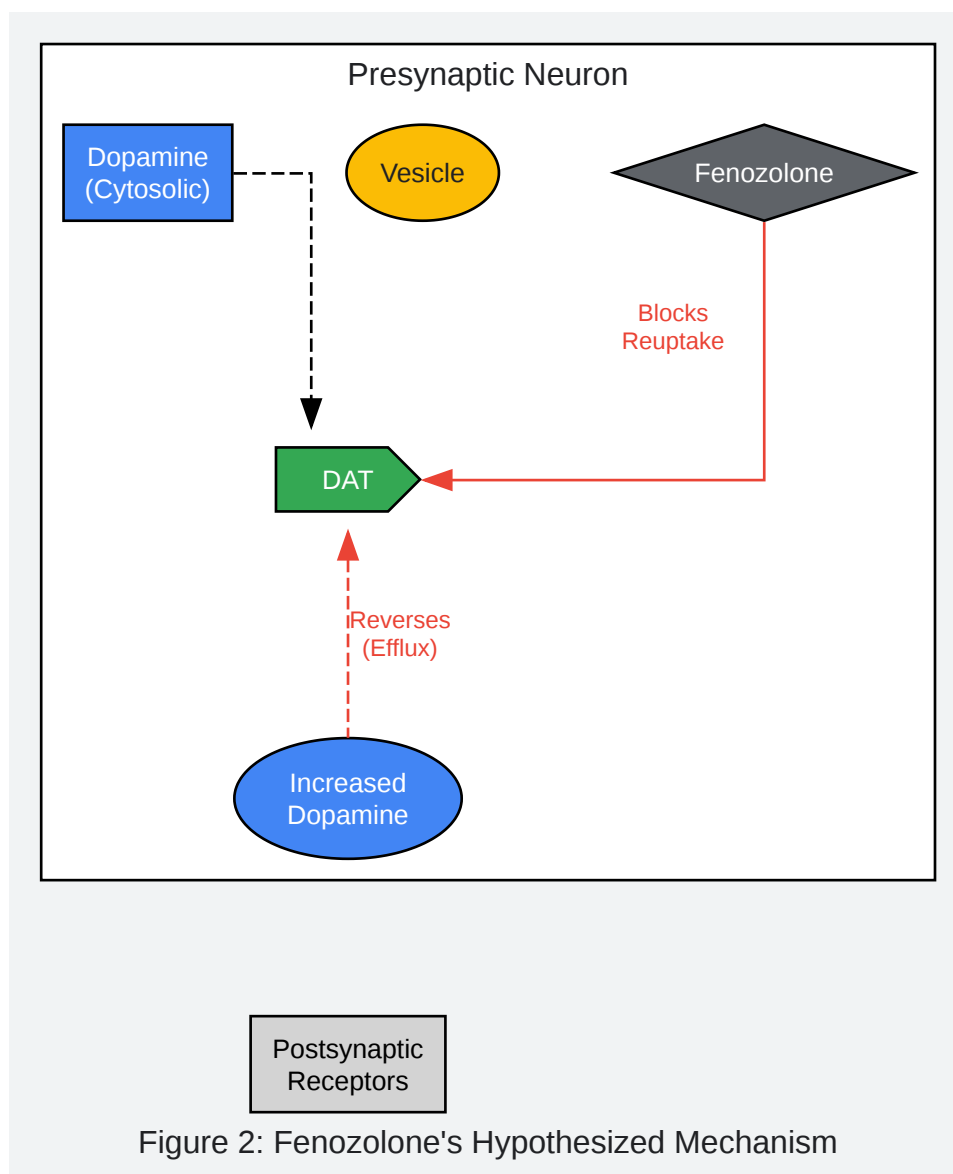 Presynaptic Neuron
Dopamine
(Cytosolic)
Vesicle
Fenozolone
Blocks
Reuptake
DAT
Reverses
(Efflux)
Increased
Dopamine
Postsynaptic
Receptors
Figure 2: Fenozolone's Hypothesized Mechanism